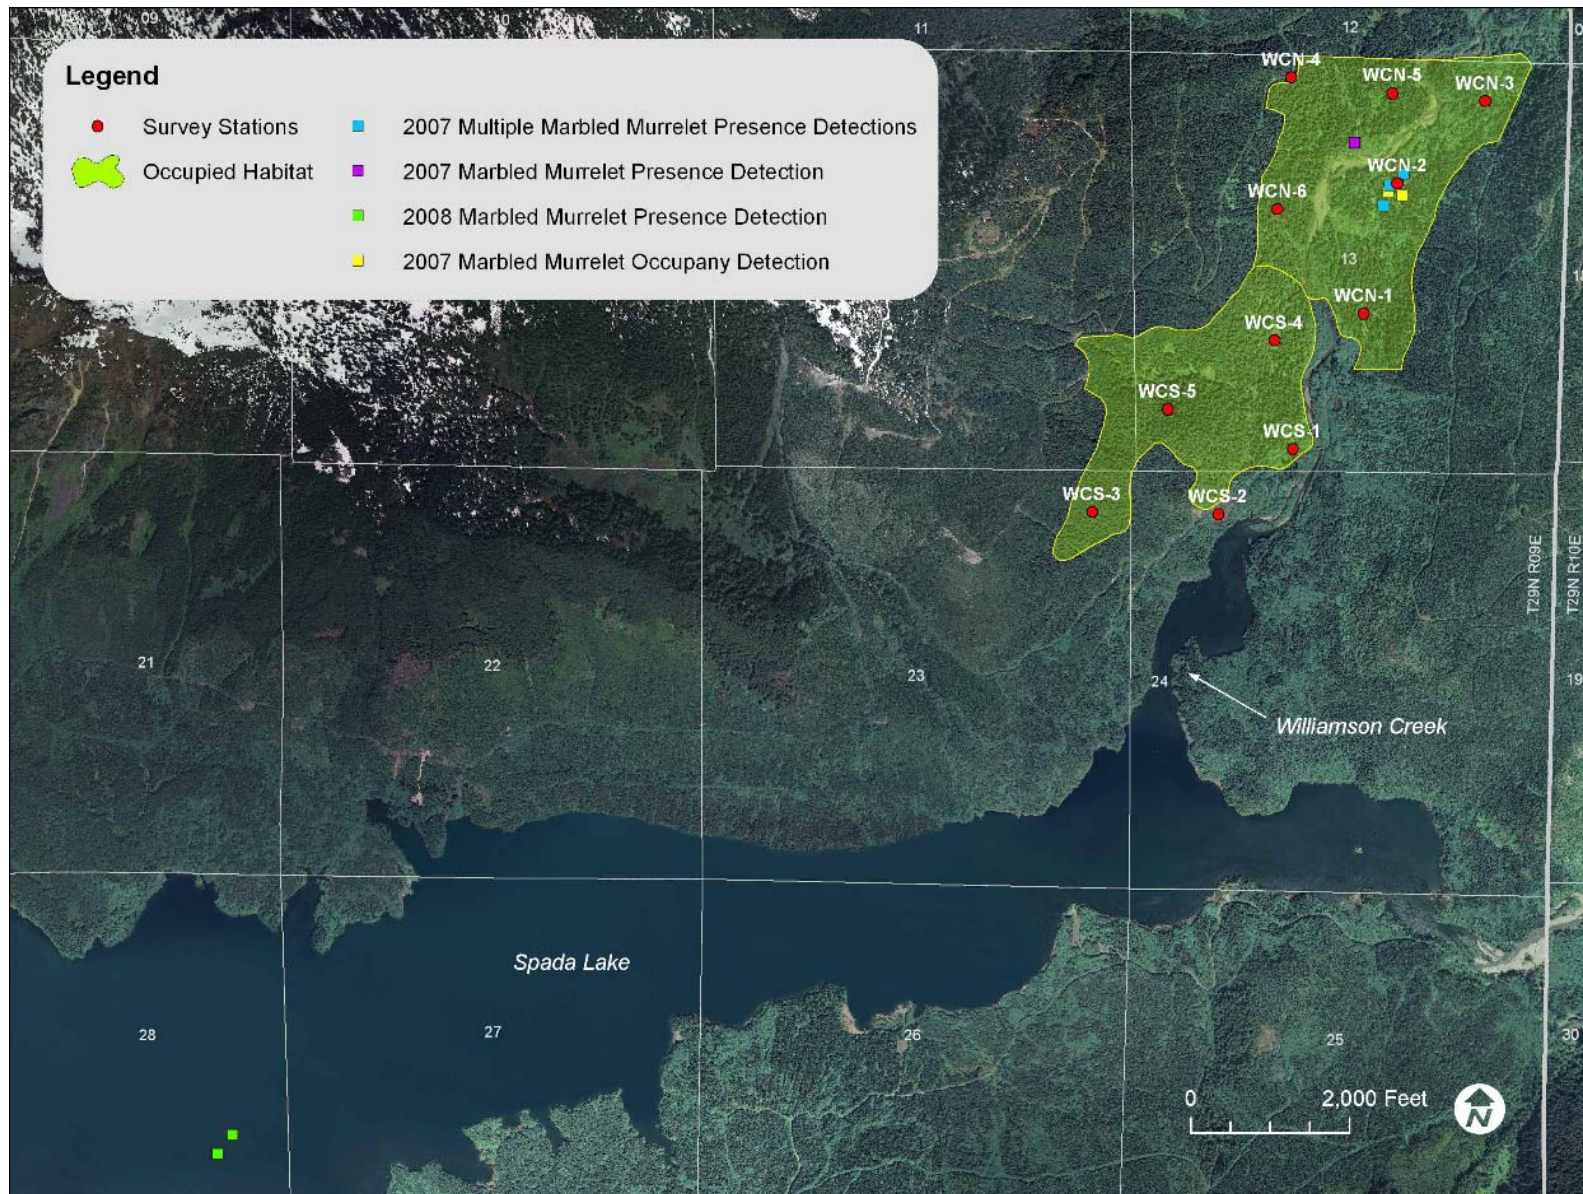 09
10
11
12
Legend
Survey Stations
Occupied Habitat
2007 Multiple Marbled Murrelet Presence Detections
2007 Marbled Murrelet Presence Detection
2008 Marbled Murrelet Presence Detection
2007 Marbled Murrelet Occupany Detection
WCN-4
WCN-5
WCN-3
WCN-2
WCN-6
13
WCN-1
WCS-4
WCS-5
WCS-1
WCS-3
WCS-2
T29N R09E
T29N R10E
21
22
23
24
19
Williamson Creek
Spada Lake
28
27
26
25
30
0
2,000 Feet
N